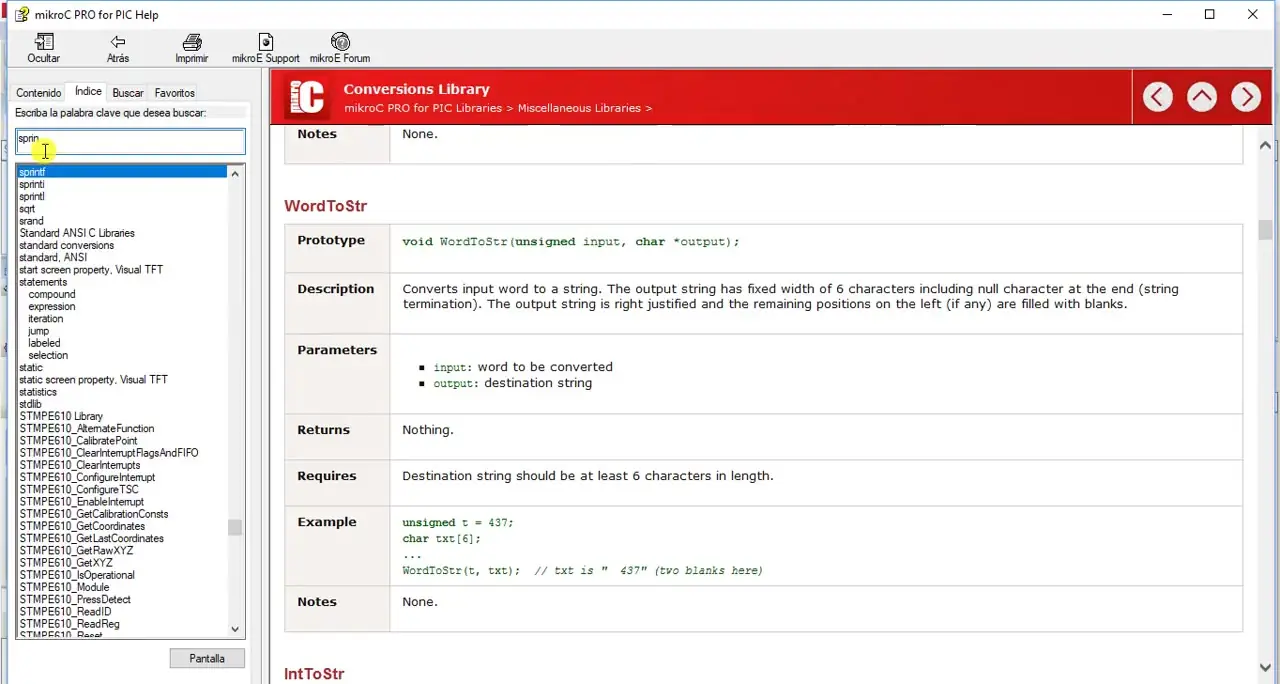 mikroC PRO for PIC Help
Ocultar
Atrás
Imprimir
mikroE Support
mikroE Forum
Contenido
Índice
Buscar
Favoritos
Escriba la palabra clave que desea buscar:
sprin
sprintf
sprinti
sprintl
sqrt
srand
Standard ANSI C Libraries
standard conversions
standard, ANSI
start screen property, Visual TFT
statements
compound
expression
iteration
jump
labeled
selection
static
static screen property, Visual TFT
statistics
stdlib
STMPE610 Library
STMPE610_AlternateFunction
STMPE610_CalibratePoint
STMPE610_ClearInterruptFlagsAndFIFO
STMPE610_ClearInterrupts
STMPE610_ConfigureInterrupt
STMPE610_ConfigureTSC
STMPE610_EnableInterrupt
STMPE610_GetCalibrationConsts
STMPE610_GetCoordinates
STMPE610_GetLastCoordinates
STMPE610_GetRawXYZ
STMPE610_GetXYZ
STMPE610_IsOperational
STMPE610_Module
STMPE610_PressDetect
STMPE610_ReadID
STMPE610_ReadReg
STMPE610_Reset
Pantalla
mikro
C
Conversions Library
mikroC PRO for PIC Libraries > Miscellaneous Libraries >
Notes
None.
WordToStr
Prototype
void WordToStr(unsigned input, char *output);
Description
Converts input word to a string. The output string has fixed width of 6 characters including null character at the end (string
termination). The output string is right justified and the remaining positions on the left (if any) are filled with blanks.
Parameters
input: word to be converted
output: destination string
Returns
Nothing.
Requires
Destination string should be at least 6 characters in length.
Example
unsigned t = 437;
char txt[6];
...
WordToStr(t, txt);  // txt is "  437" (two blanks here)
Notes
None.
IntToStr